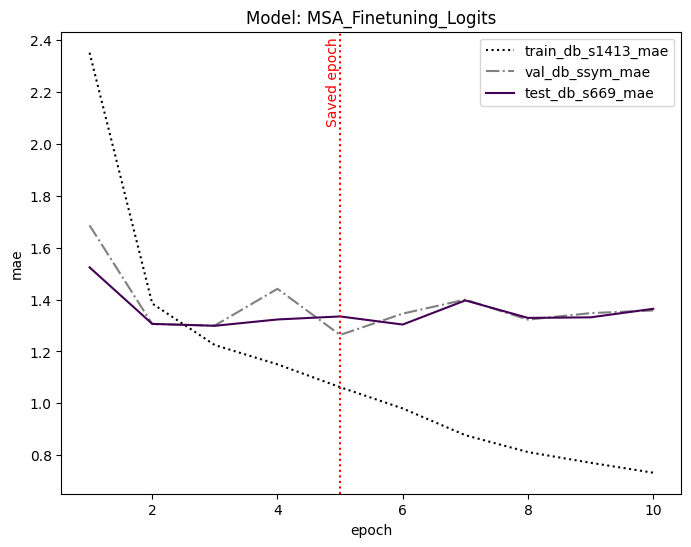 Model: MSA_Finetuning_Logits
2.4
2.2
2.0
1.8
1.6
1.4
1.2
1.0
0.8
mae
Saved epoch
train_db_s1413_mae
val_db_ssym_mae
test_db_s669_mae
2
4
6
8
10
epoch